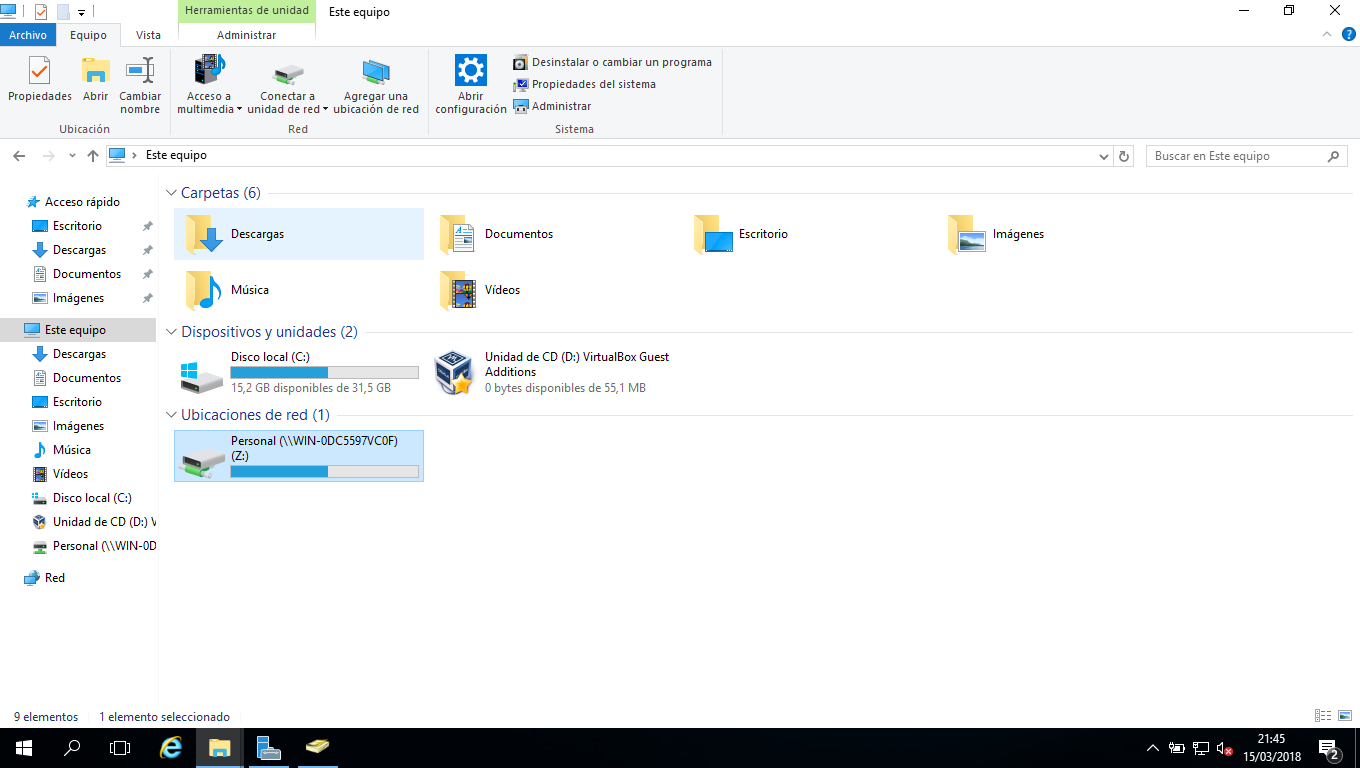 Herramientas de unidad
Este equipo
Archivo
Equipo
Vista
Administrar
Propiedades
Abrir
Cambiar
nombre
Ubicación
Acceso a
multimedia
Conectar a
unidad de red
Agregar una
ubicación de red
Red
Abrir
configuración
Desinstalar o cambiar un programa
Propiedades del sistema
Administrar
Sistema
Este equipo
Buscar en Este equipo
Acceso rápido
Escritorio
Descargas
Documentos
Imágenes
Este equipo
Descargas
Documentos
Escritorio
Imágenes
Música
Vídeos
Disco local (C:)
Unidad de CD (D:) V
Personal (\\WIN-0D
Red
Carpetas (6)
Descargas
Documentos
Escritorio
Imágenes
Música
Vídeos
Dispositivos y unidades (2)
Disco local (C:)
15,2 GB disponibles de 31,5 GB
Unidad de CD (D:) VirtualBox Guest
Additions
0 bytes disponibles de 55,1 MB
Ubicaciones de red (1)
Personal (\\WIN-0DC5597VC0F)
(Z:)
9 elementos
1 elemento seleccionado
21:45
15/03/2018
2